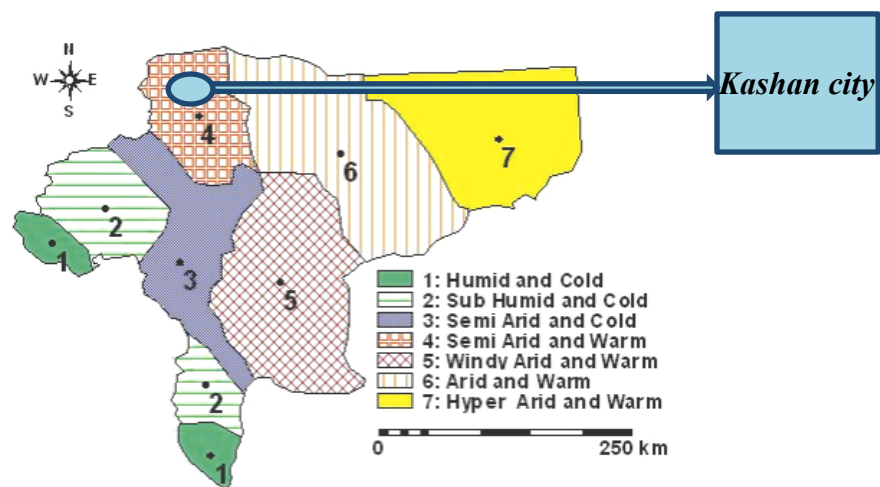 N
W E
S
Kashan city
4
6
7
2
1
3
5
2
1
1: Humid and Cold
2: Sub Humid and Cold
3: Semi Arid and Cold
4: Semi Arid and Warm
5: Windy Arid and Warm
6: Arid and Warm
7: Hyper Arid and Warm
0 250 km